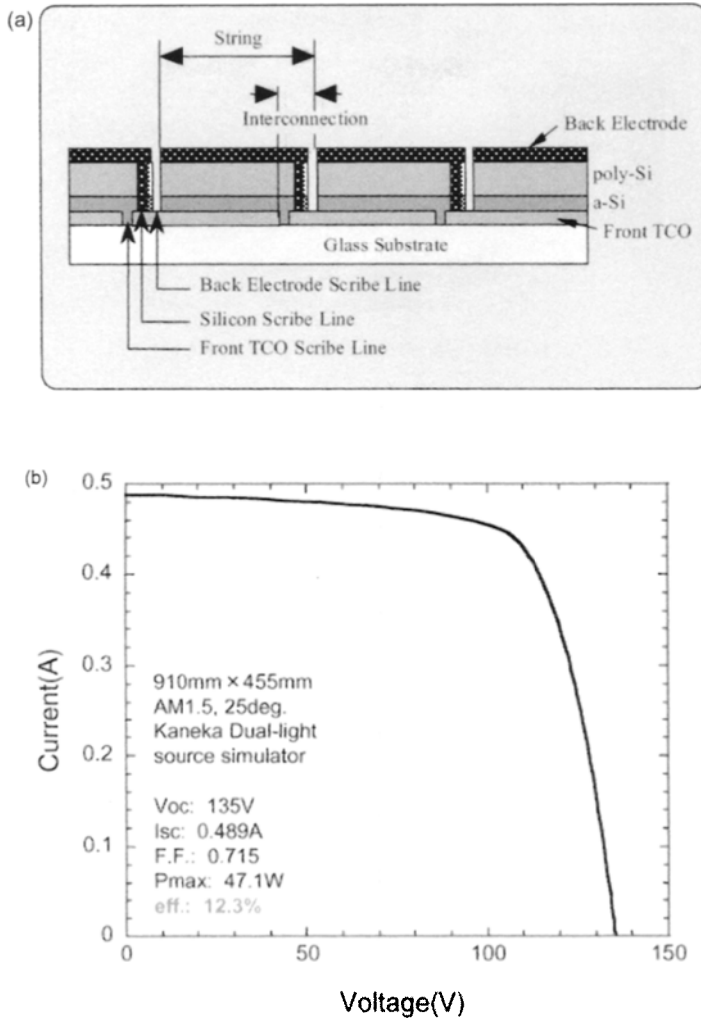 (a)
String
Interconnection
Back Electrode
poly-Si
a-Si
Front TCO
Glass Substrate
Back Electrode Scribe Line
Silicon Scribe Line
Front TCO Scribe Line
(b)
0.5
0.4
0.3
0.2
0.1
0
Current(A)
910mm × 455mm
AM1.5, 25deg.
Kaneka Dual-light
source simulator
Voc: 135V
Isc: 0.489A
F.F.: 0.715
Pmax: 47.1W
eff.: 12.3%
0 50 100 150
Voltage(V)